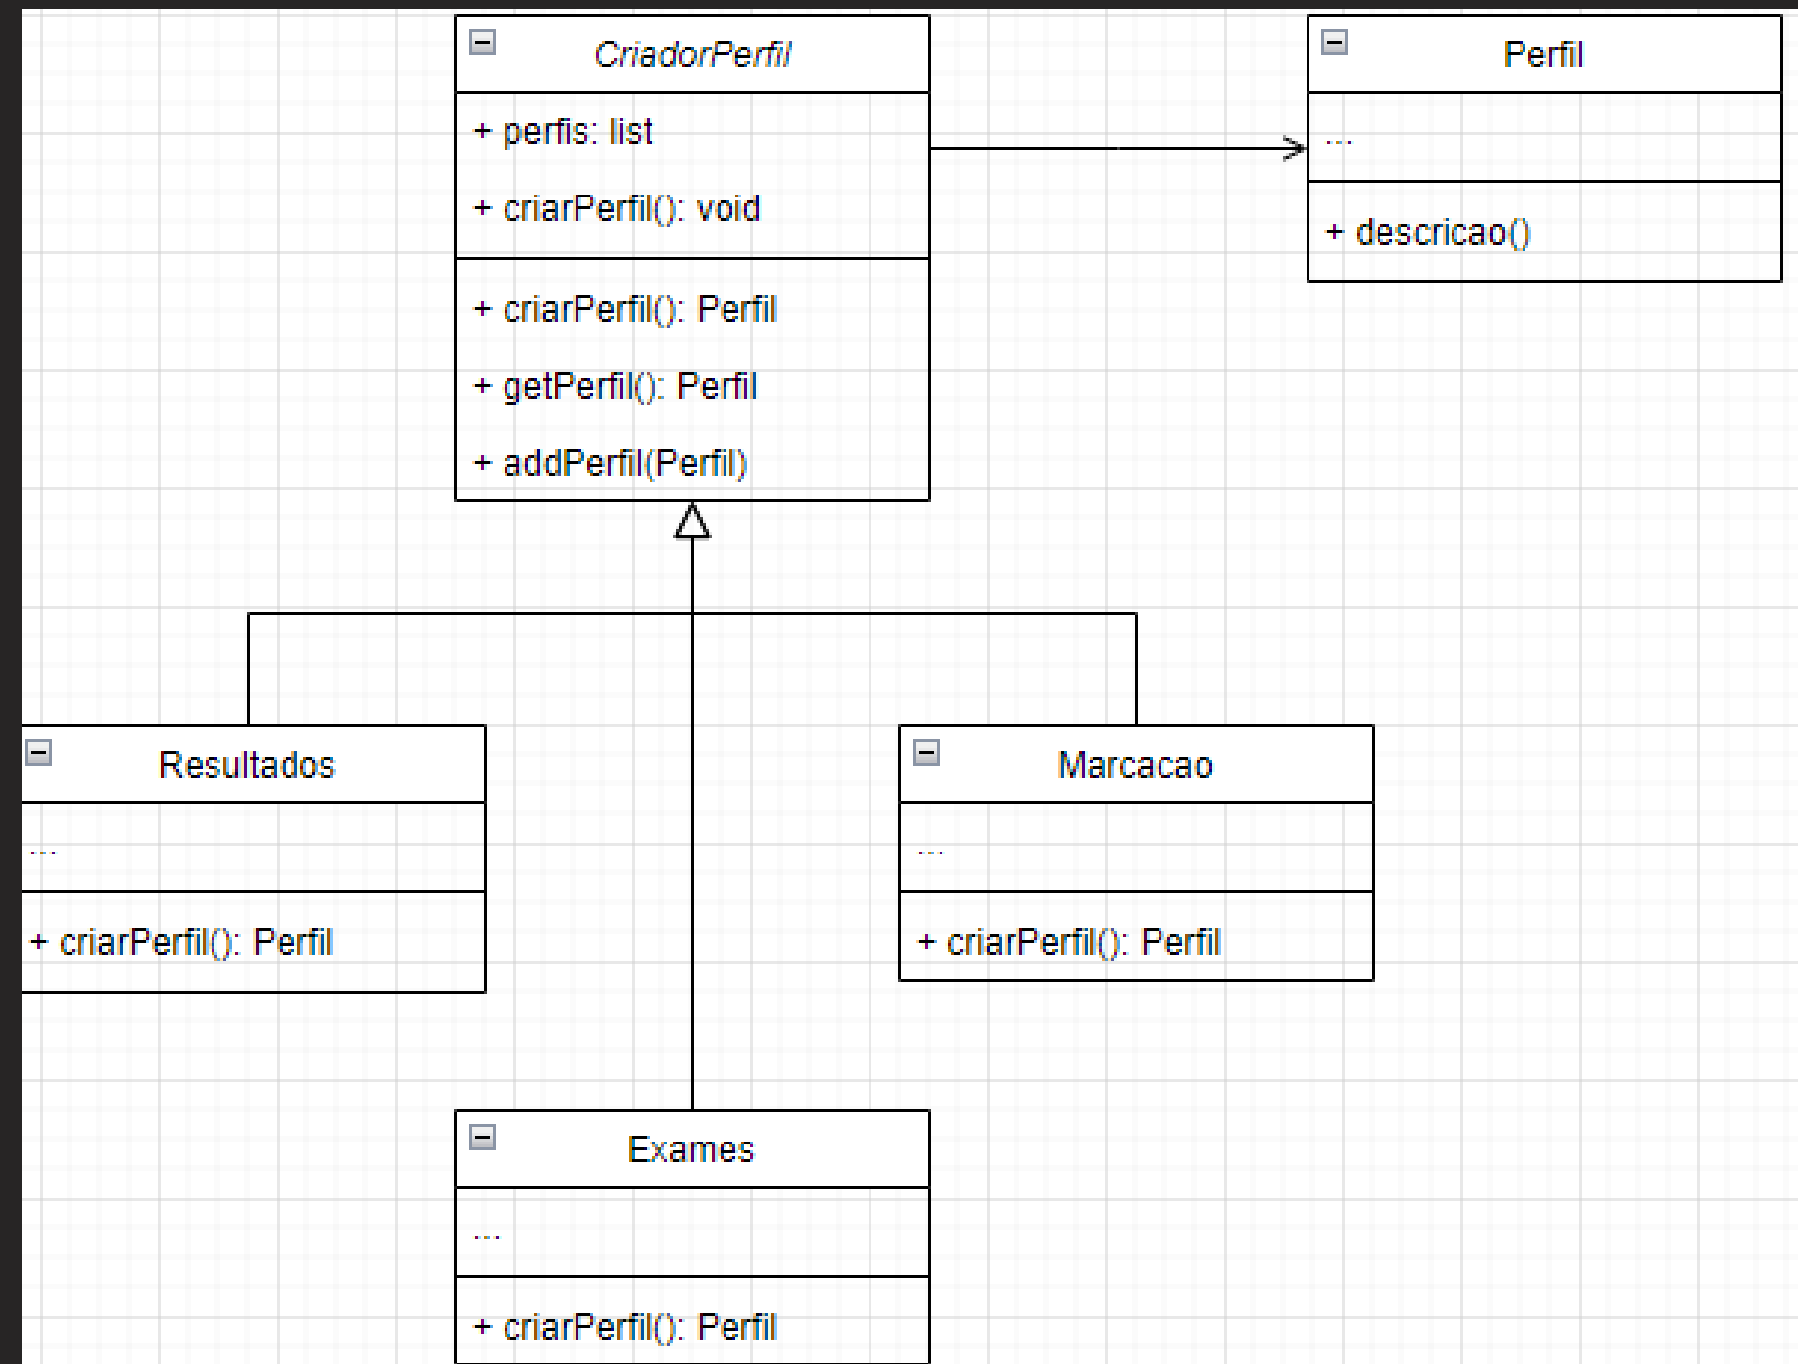 CriadorPerfil
+ perfis: list
+ criarPerfil(): void
+ criarPerfil(): Perfil
+ getPerfil(): Perfil
+ addPerfil(Perfil)
Perfil
...
+ descricao()
Resultados
...
+ criarPerfil(): Perfil
Marcacao
...
+ criarPerfil(): Perfil
Exames
...
+ criarPerfil(): Perfil